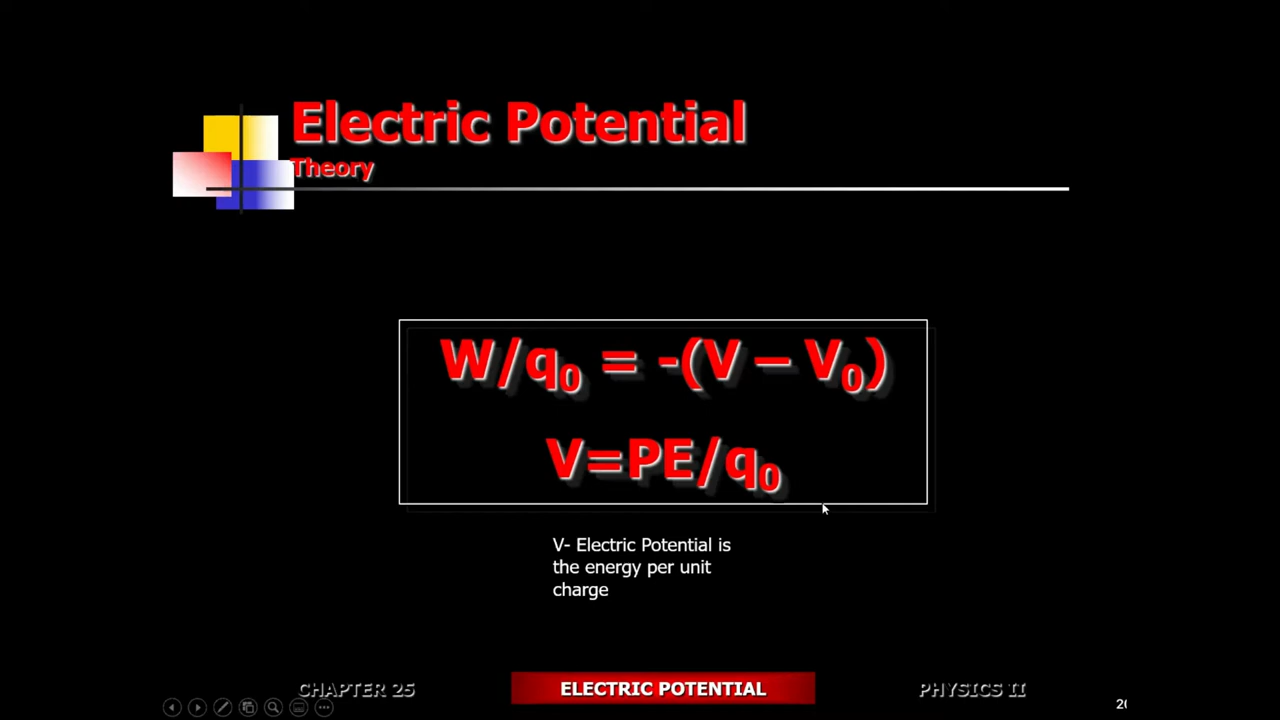 Electric Potential
Theory
W/q₀ = -(V – V₀)
V=PE/q₀
V- Electric Potential is
the energy per unit
charge
CHAPTER 25
ELECTRIC POTENTIAL
PHYSICS II